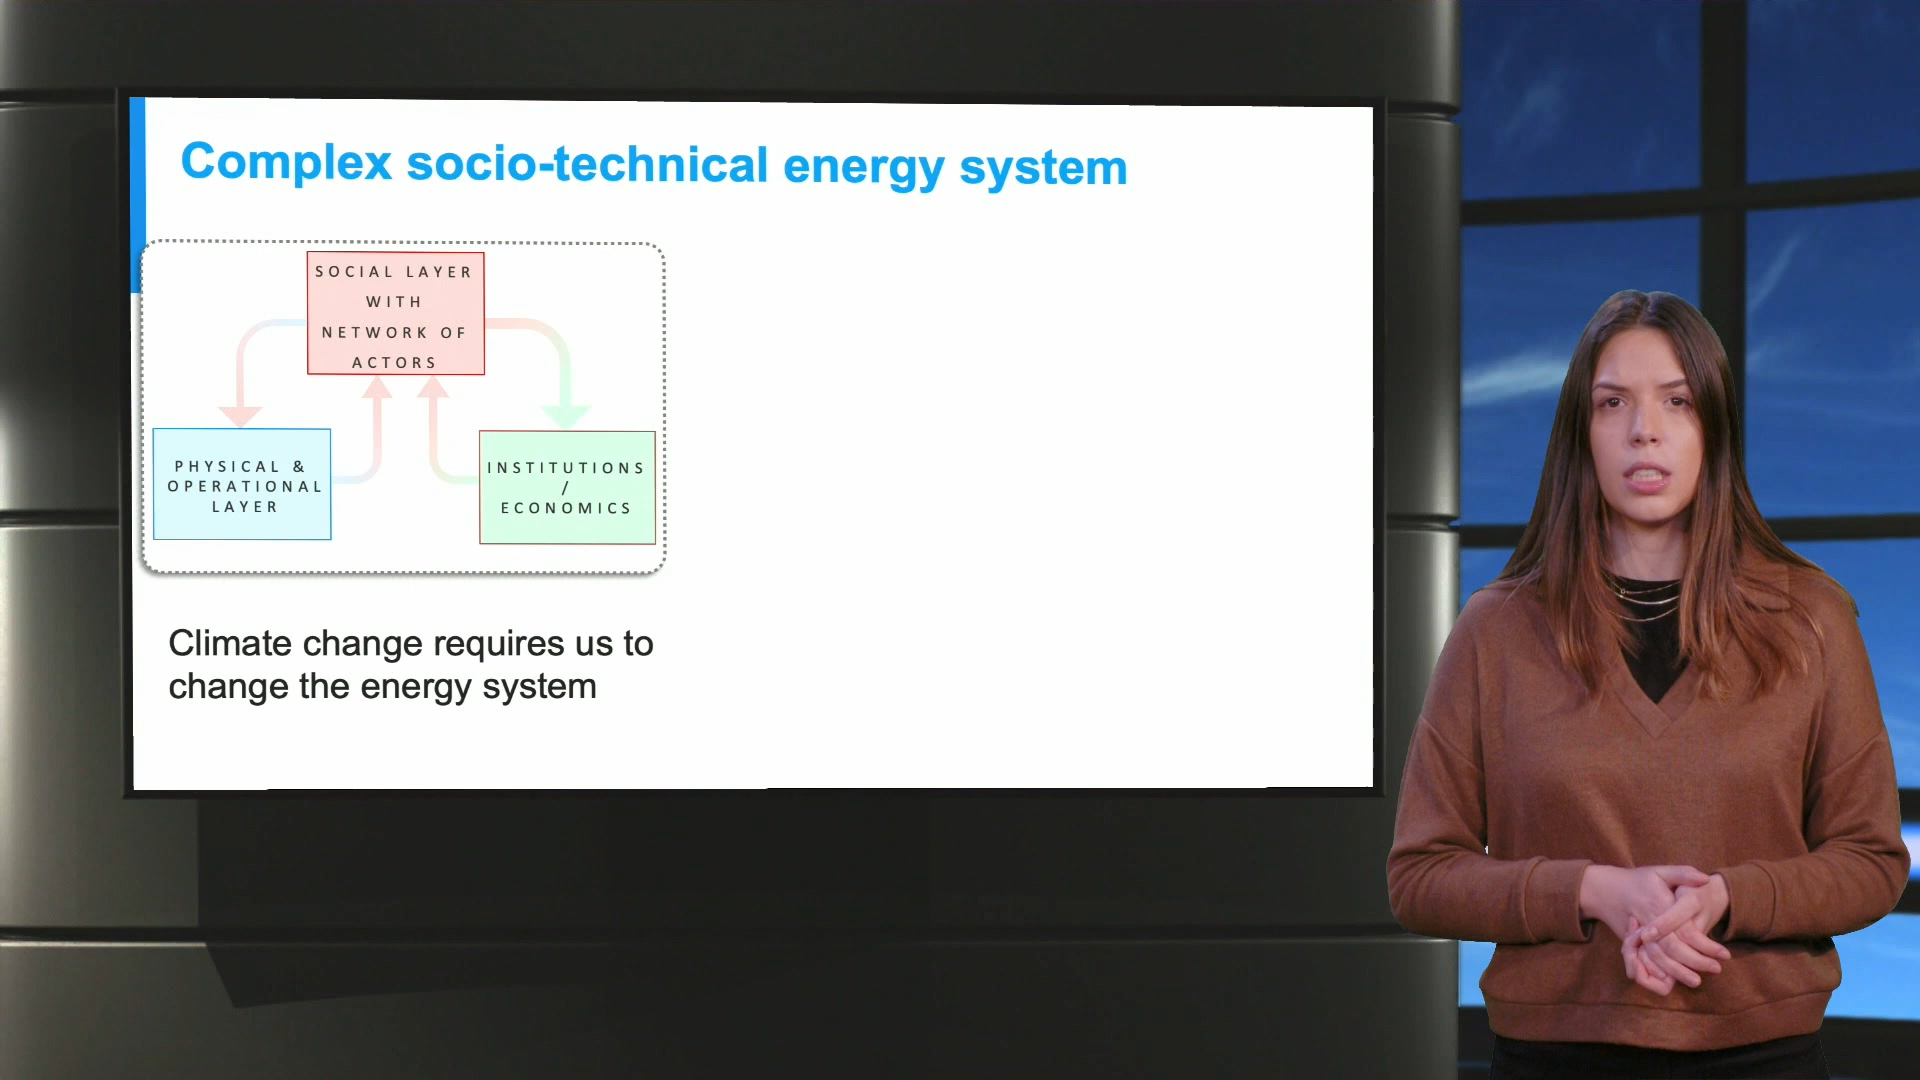 Complex socio-technical energy system
SOCIAL LAYER
WITH
NETWORK OF
ACTORS
PHYSICAL &
OPERATIONAL
LAYER
INSTITUTIONS
/
ECONOMICS
Climate change requires us to
change the energy system